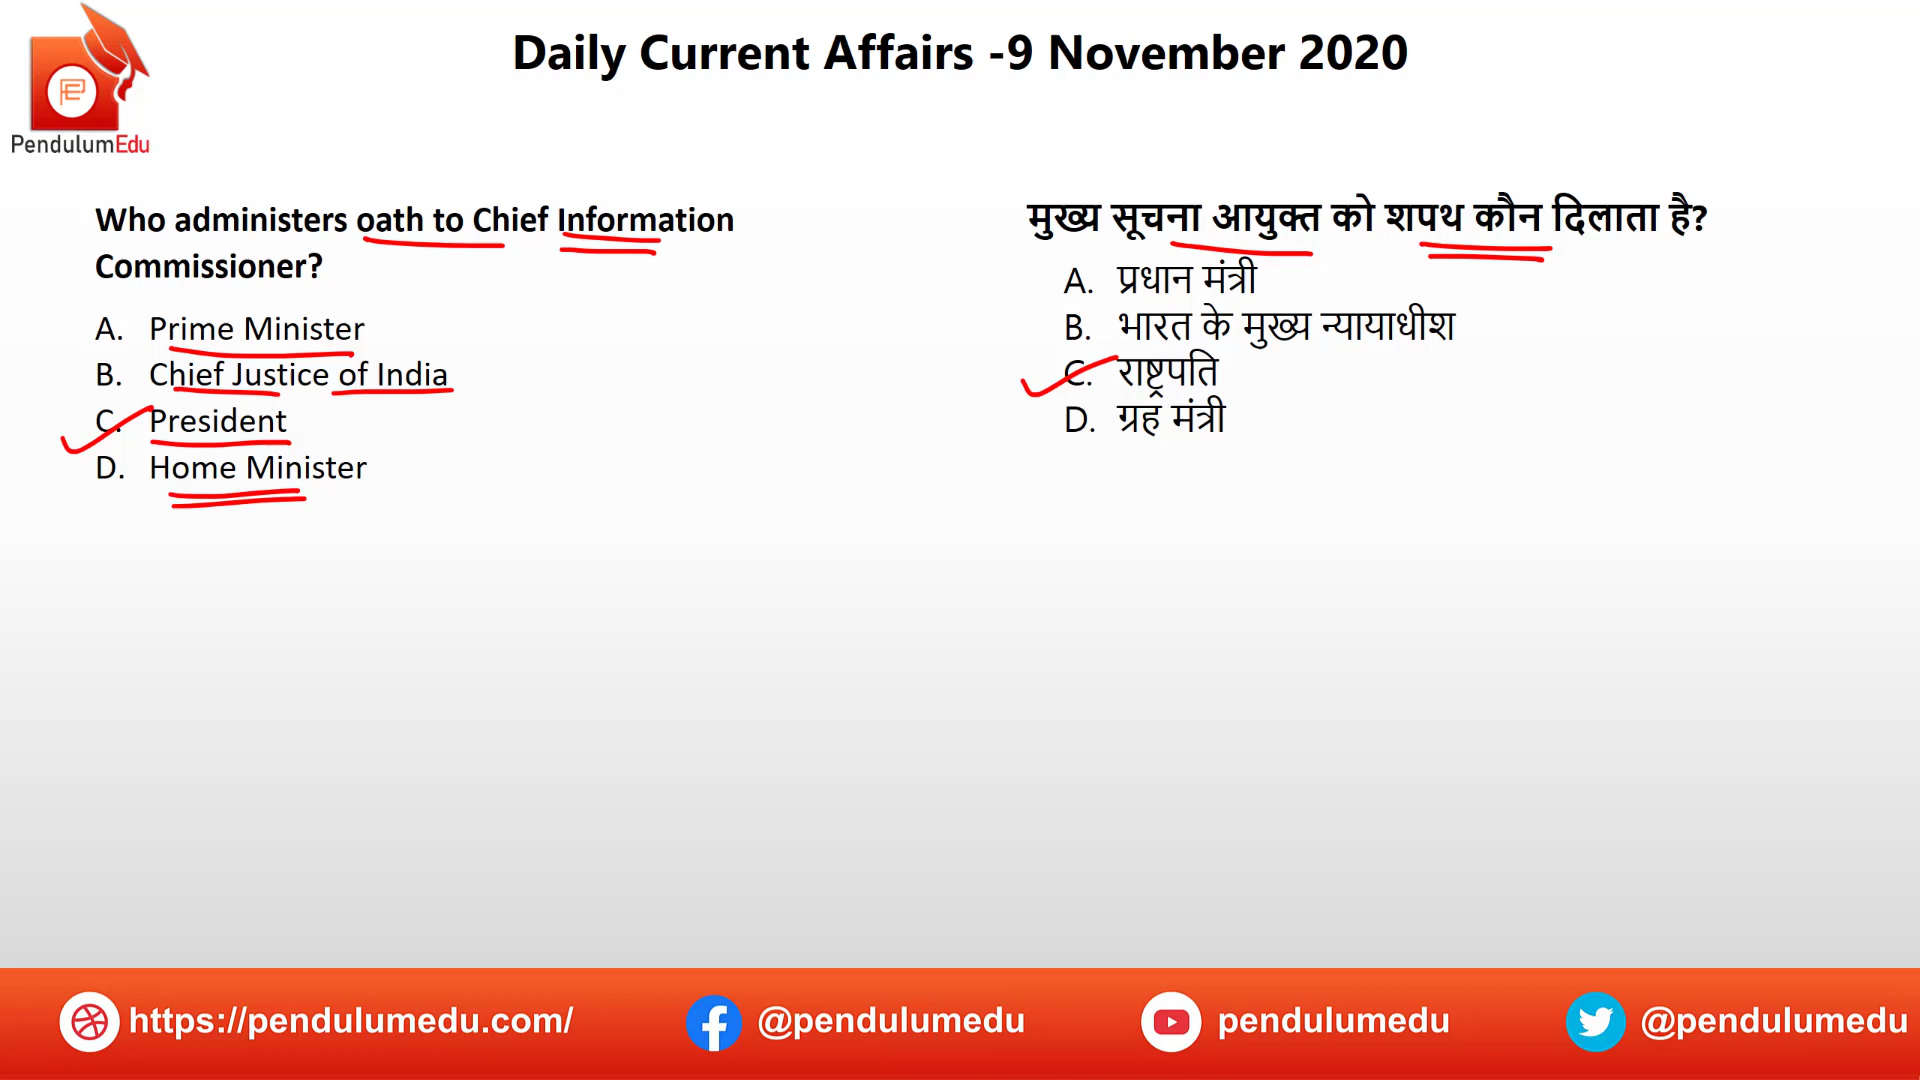 Daily Current Affairs -9 November 2020
PendulumEdu
Who administers oath to Chief Information
Commissioner?
A. Prime Minister
B. Chief Justice of India
C. President
D. Home Minister
मुख्य सूचना आयुक्त को शपथ कौन दिलाता है?
A. प्रधान मंत्री
B. भारत के मुख्य न्यायाधीश
C. राष्ट्रपति
D. ग्रह मंत्री
https://pendulumedu.com/
@pendulumedu
pendulumedu
@pendulumedu